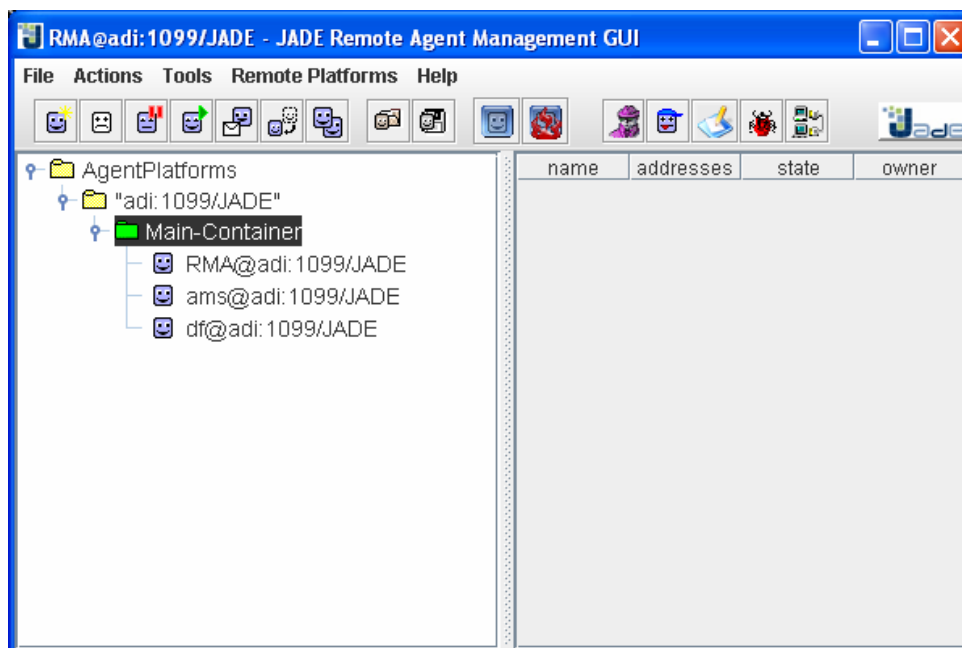 RMA@adi:1099/JADE - JADE Remote Agent Management GUI
File Actions Tools Remote Platforms Help
Jade
AgentPlatforms
"adi:1099/JADE"
Main-Container
RMA@adi:1099/JADE
ams@adi:1099/JADE
df@adi:1099/JADE
name addresses state owner